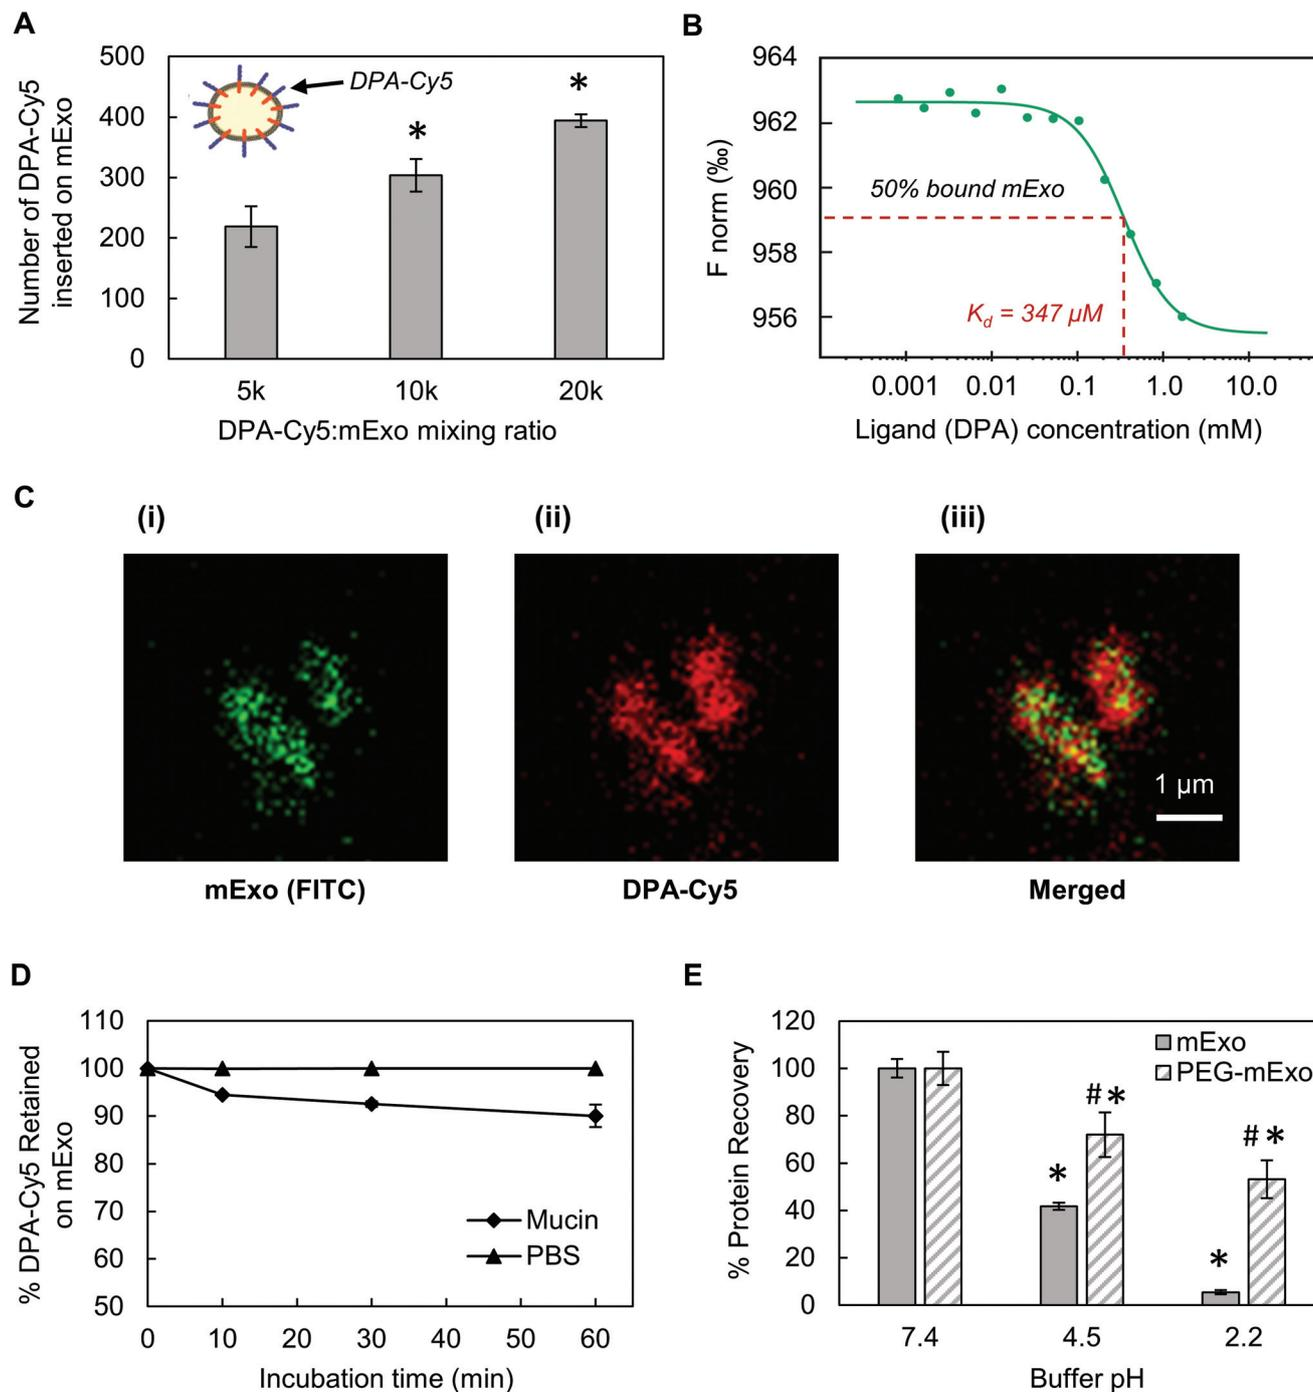 A
Number of DPA-Cy5
inserted on mExo
500
400
300
200
100
0
DPA-Cy5
*
*
5k 10k 20k
DPA-Cy5:mExo mixing ratio
B
F norm (‰)
964
962
960
958
956
50% bound mExo
Kd = 347 µM
0.001 0.01 0.1 1.0 10.0
Ligand (DPA) concentration (mM)
C
(i) (ii) (iii)
1 µm
mExo (FITC) DPA-Cy5 Merged
D
% DPA-Cy5 Retained
on mExo
110
100
90
80
70
60
50
Mucin
PBS
0 10 20 30 40 50 60
Incubation time (min)
E
% Protein Recovery
120
100
80
60
40
20
0
mExo
PEG-mExo
#*
#*
*
*
7.4 4.5 2.2
Buffer pH